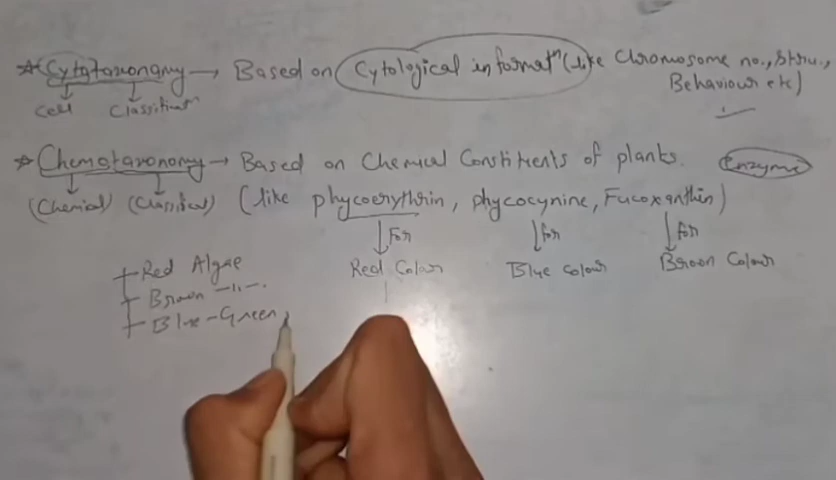 ☆ Cytotaxonomy → Based on Cytological informatⁿ (like Chromosome no., stru.,
Behaviour etc)
Cell Classificatⁿ
☆ Chemotaxonomy → Based on Chemical Constituents of plants. Enzyme
(Chemical) (Classifical) (like phycoerythrin, phycocynine, Fucoxanthin)
For for for
Red Colour Blue colour Brown Colour
Red Algae
Brown -"-.
Blue-Green